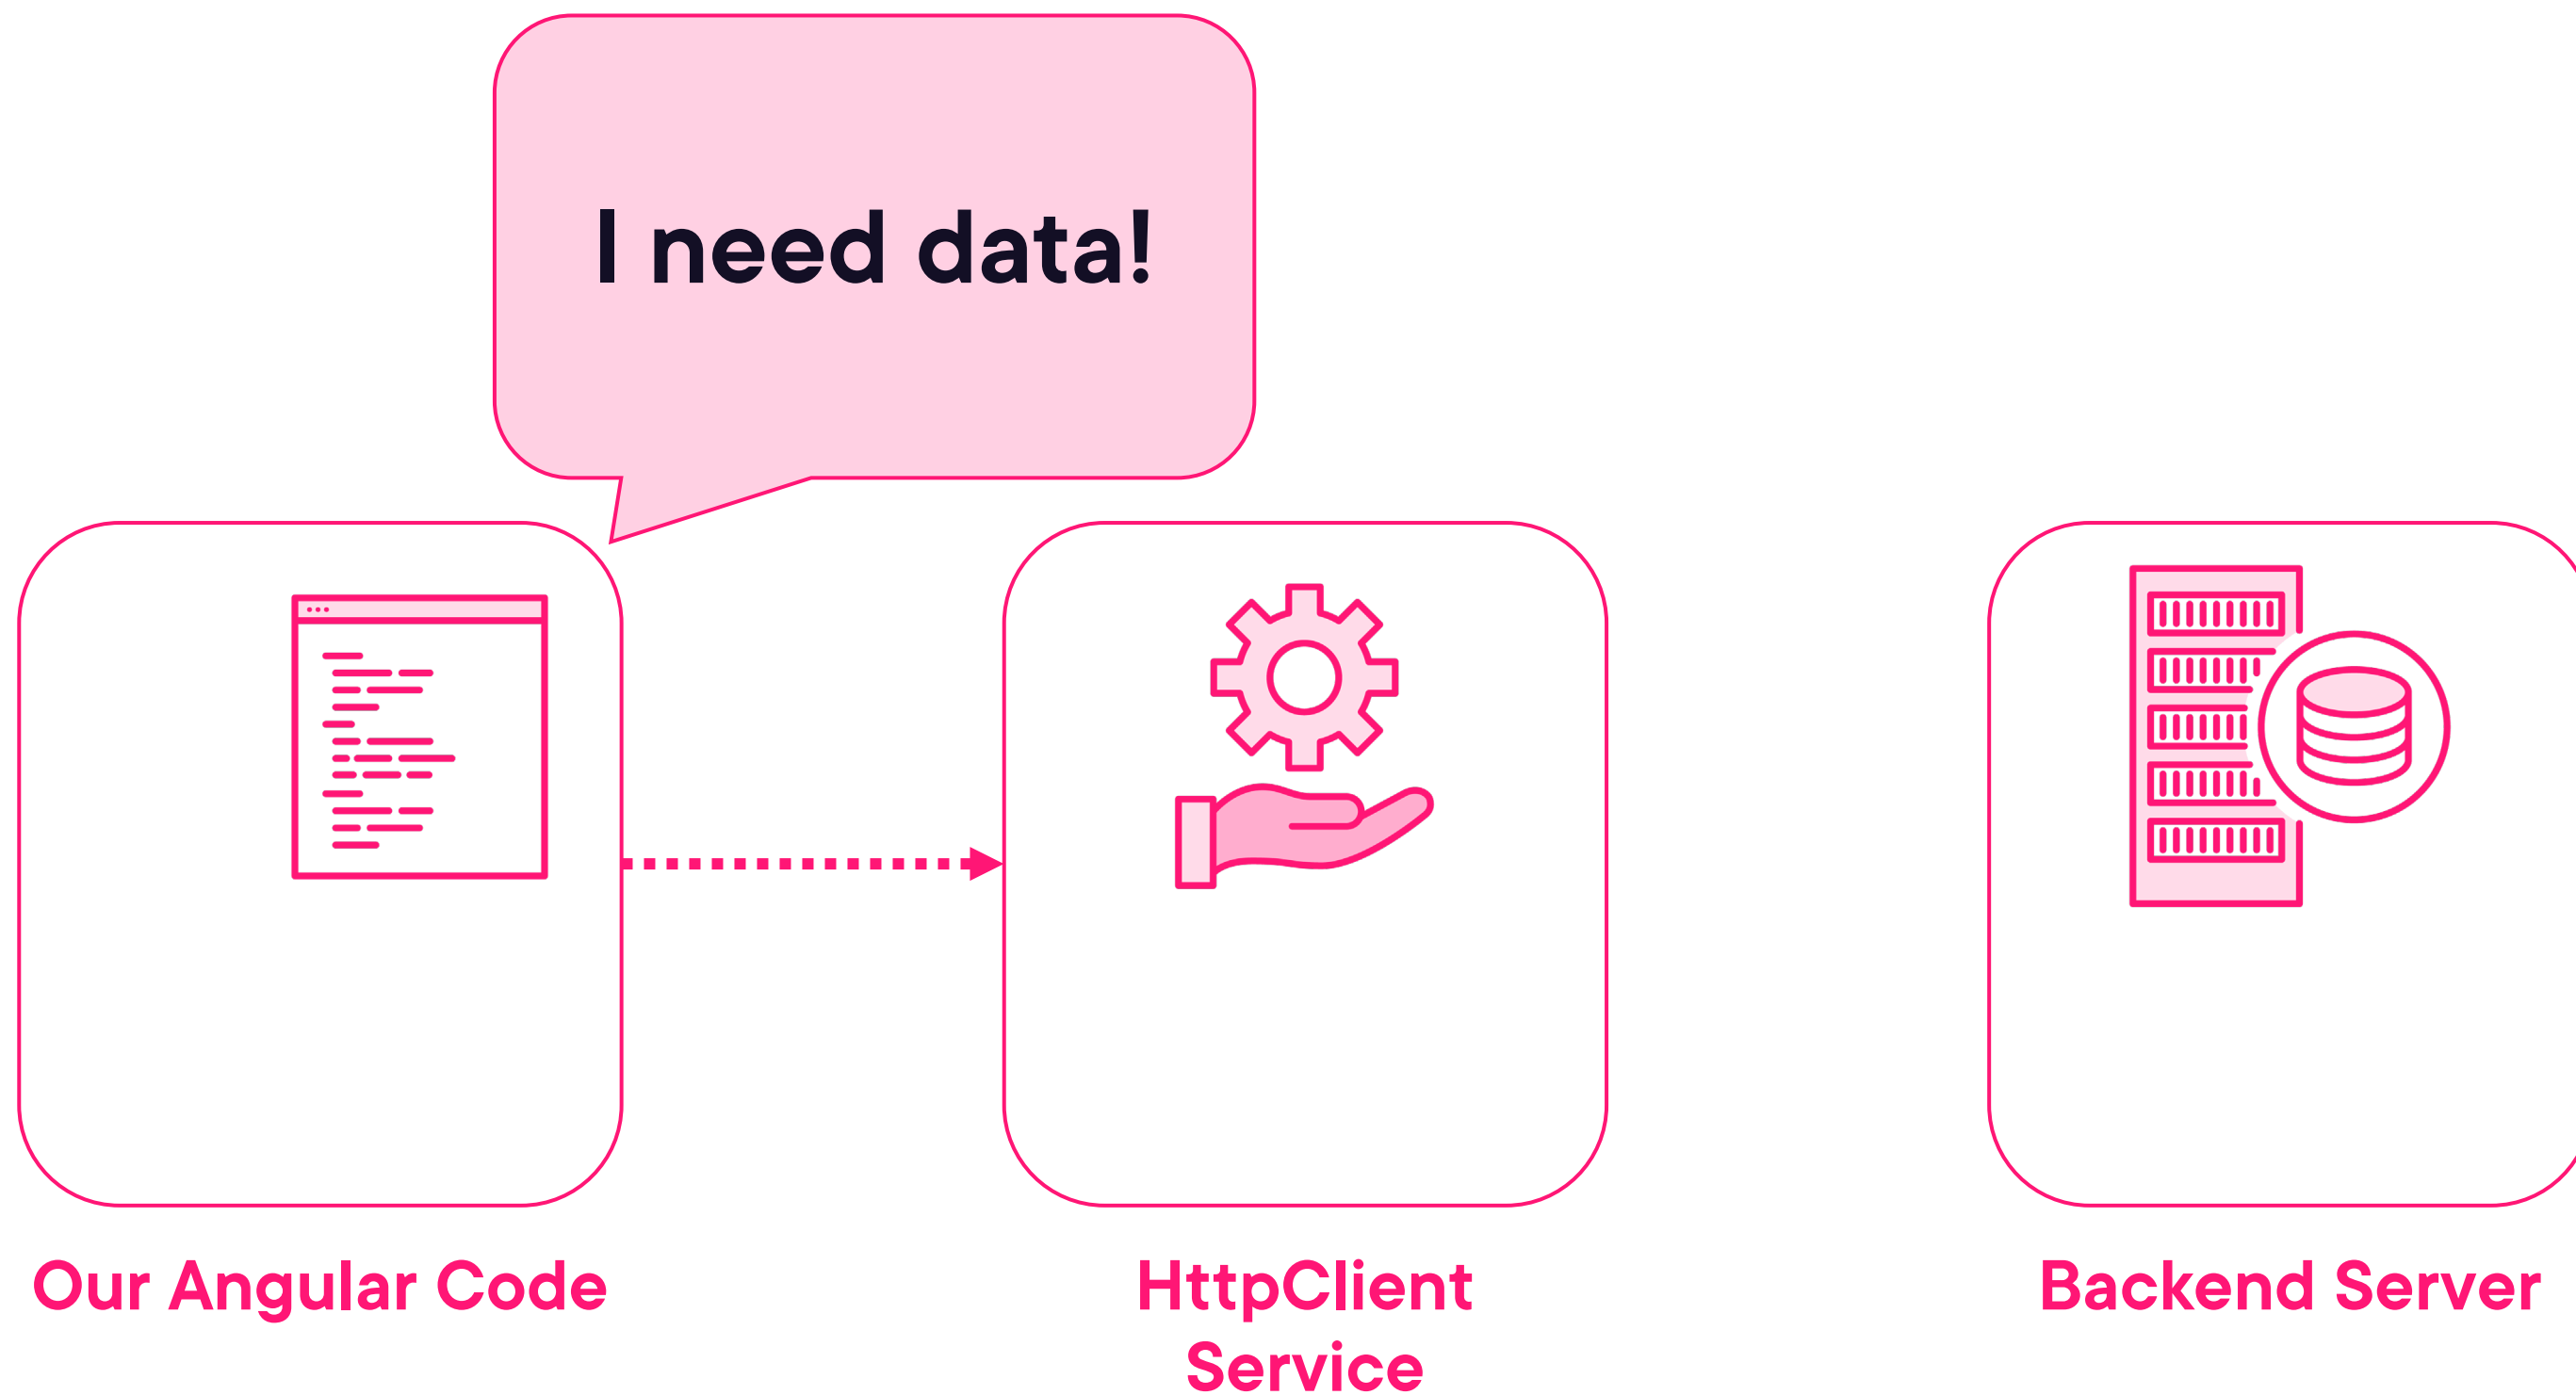 I need data!
Our Angular Code
HttpClient
Service
Backend Server